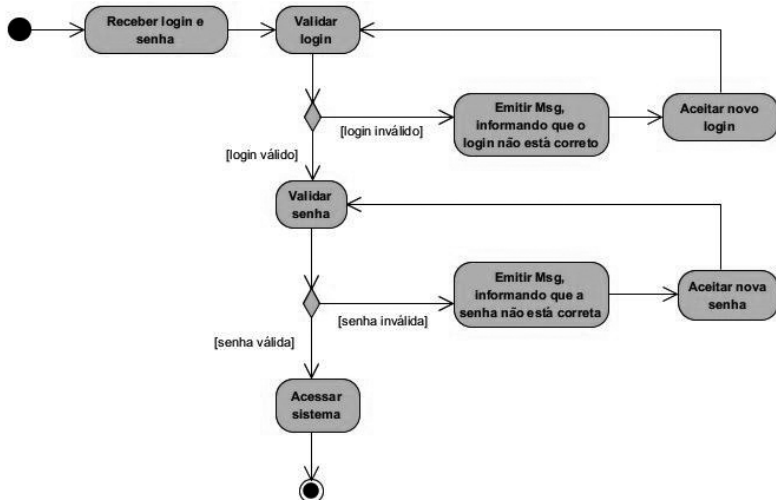 Receber login e
senha
Validar
login
Emitir Msg,
informando que o
login não está correto
Aceitar novo
login
[login inválido]
[login válido]
Validar
senha
Emitir Msg,
informando que a
senha não está correta
Aceitar nova
senha
[senha inválida]
[senha válida]
Acessar
sistema